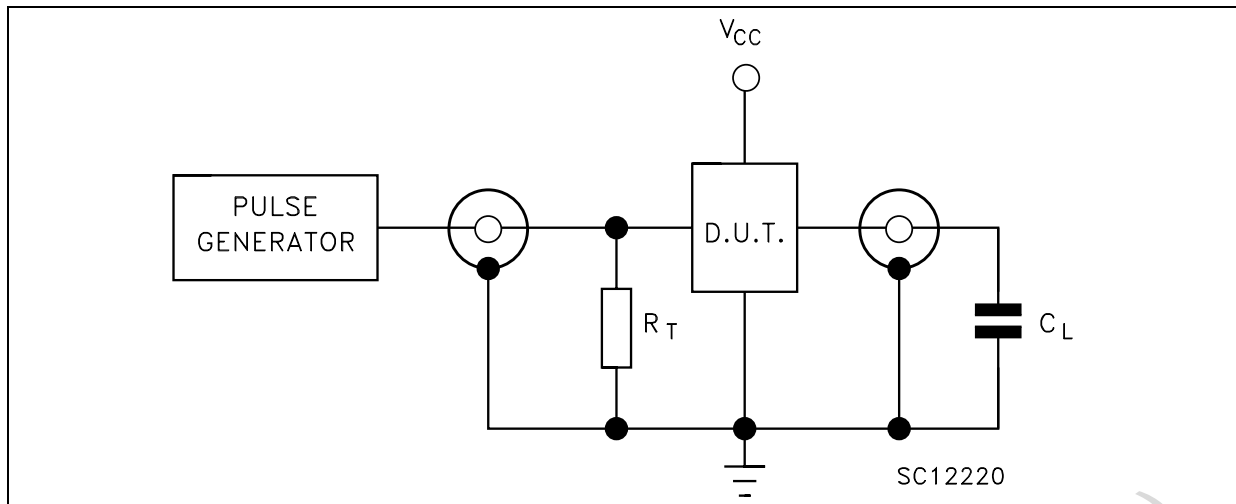 VCC
PULSE
GENERATOR
D.U.T.
RT
CL
SC12220